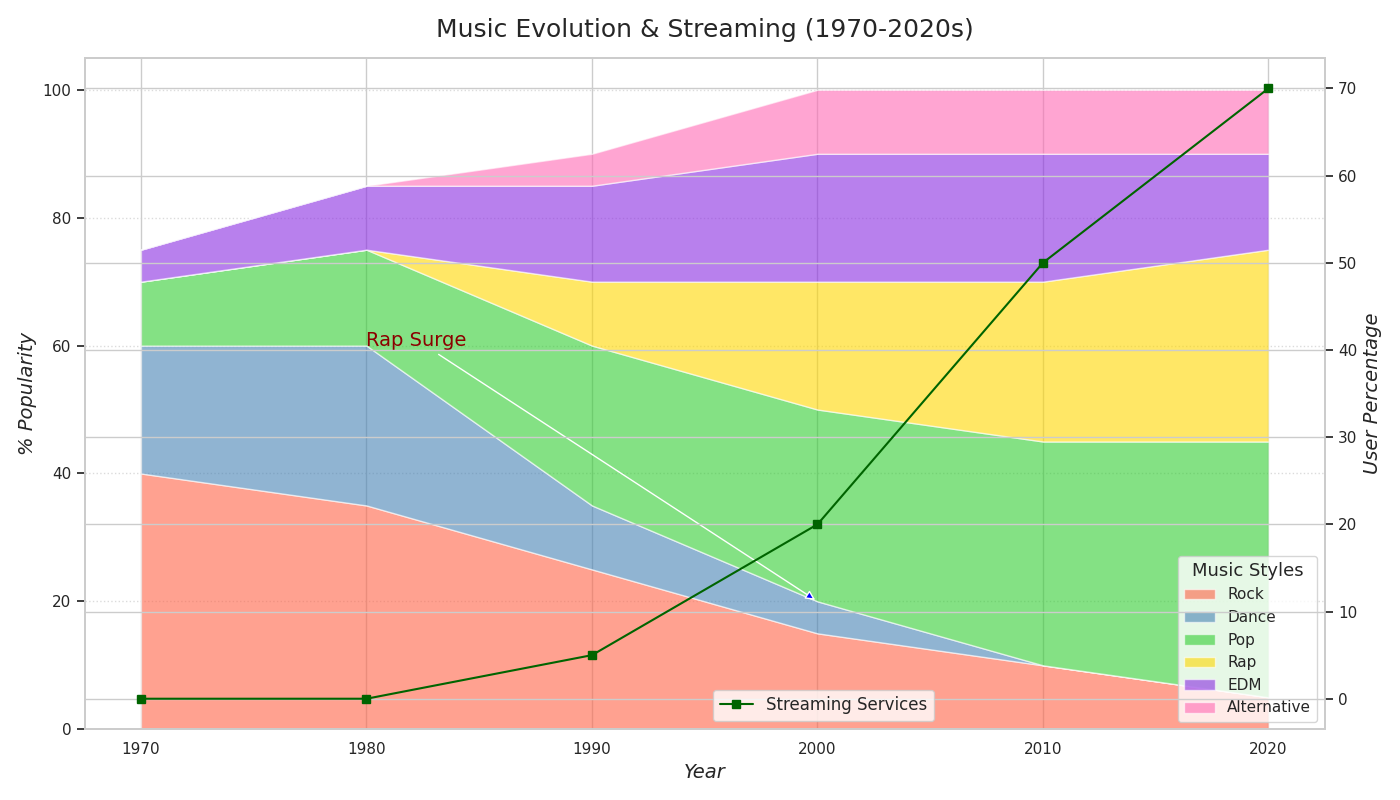 Music Evolution & Streaming (1970-2020s)
% Popularity
100
80
60
40
20
0
Rap Surge
70
60
50
40
30
20
10
0
User Percentage
Music Styles
Rock
Dance
Pop
Rap
EDM
Alternative
Streaming Services
1970
1980
1990
2000
2010
2020
Year